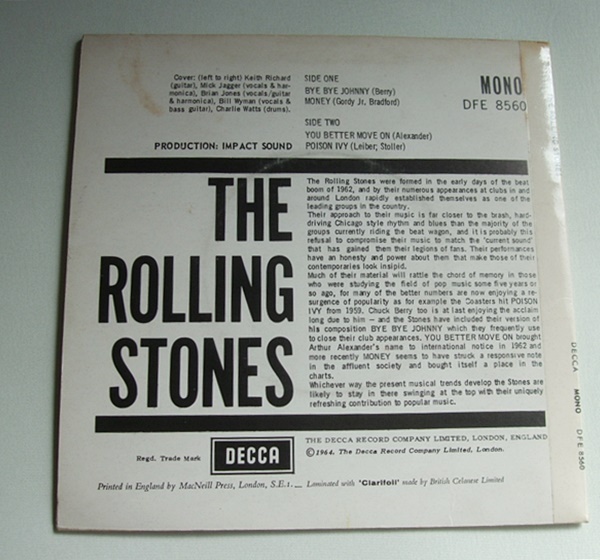 Cover: (left to right) Keith Richard
(guitar), Mick Jagger (vocals & har-
monica), Brian Jones (vocals/guitar
& harmonica), Bill Wyman (vocals &
bass guitar), Charlie Watts (drums).
PRODUCTION: IMPACT SOUND
SIDE ONE
BYE BYE JOHNNY (Berry)
MONEY (Gordy Jr. Bradford)
SIDE TWO
YOU BETTER MOVE ON (Alexander)
POISON IVY (Leiber; Stoller)
MONO
DFE 8560
THE
ROLLING
STONES
The Rolling Stones were formed in the early days of the beat
boom of 1962, and by their numerous appearances at clubs in and
around London rapidly established themselves as one of the
leading groups in the country.
Their approach to their music is far closer to the brash, hard-
driving Chicago style rhythm and blues than the majority of the
groups currently riding the beat wagon, and it is probably this
refusal to compromise their music to match the 'current sound'
that has gained them their legions of fans. Their performances
have an honesty and power about them that make those of their
contemporaries look insipid.
Much of their material will rattle the chord of memory in those
who were studying the field of pop music some five years or
so ago, for many of the better numbers are now enjoying a re-
surgence of popularity as for example the Coasters hit POISON
IVY from 1959. Chuck Berry too is at last enjoying the acclaim
long due to him — and the Stones have included their version of
his composition BYE BYE JOHNNY which they frequently use
to close their club appearances. YOU BETTER MOVE ON brought
Arthur Alexander's name to international notice in 1962 and
more recently MONEY seems to have struck a responsive note
in the affluent society and bought itself a place in the
charts.
Whichever way the present musical trends develop the Stones are
likely to stay in there swinging at the top with their uniquely
refreshing contribution to popular music.
Regd. Trade Mark
DECCA
THE DECCA RECORD COMPANY LIMITED, LONDON, ENGLAND
©1964. The Decca Record Company Limited, London.
Printed in England by MacNeill Press, London, S.E.1.— Laminated with 'Clarifoil' made by British Celanese Limited
DECCA MONO DFE 8560